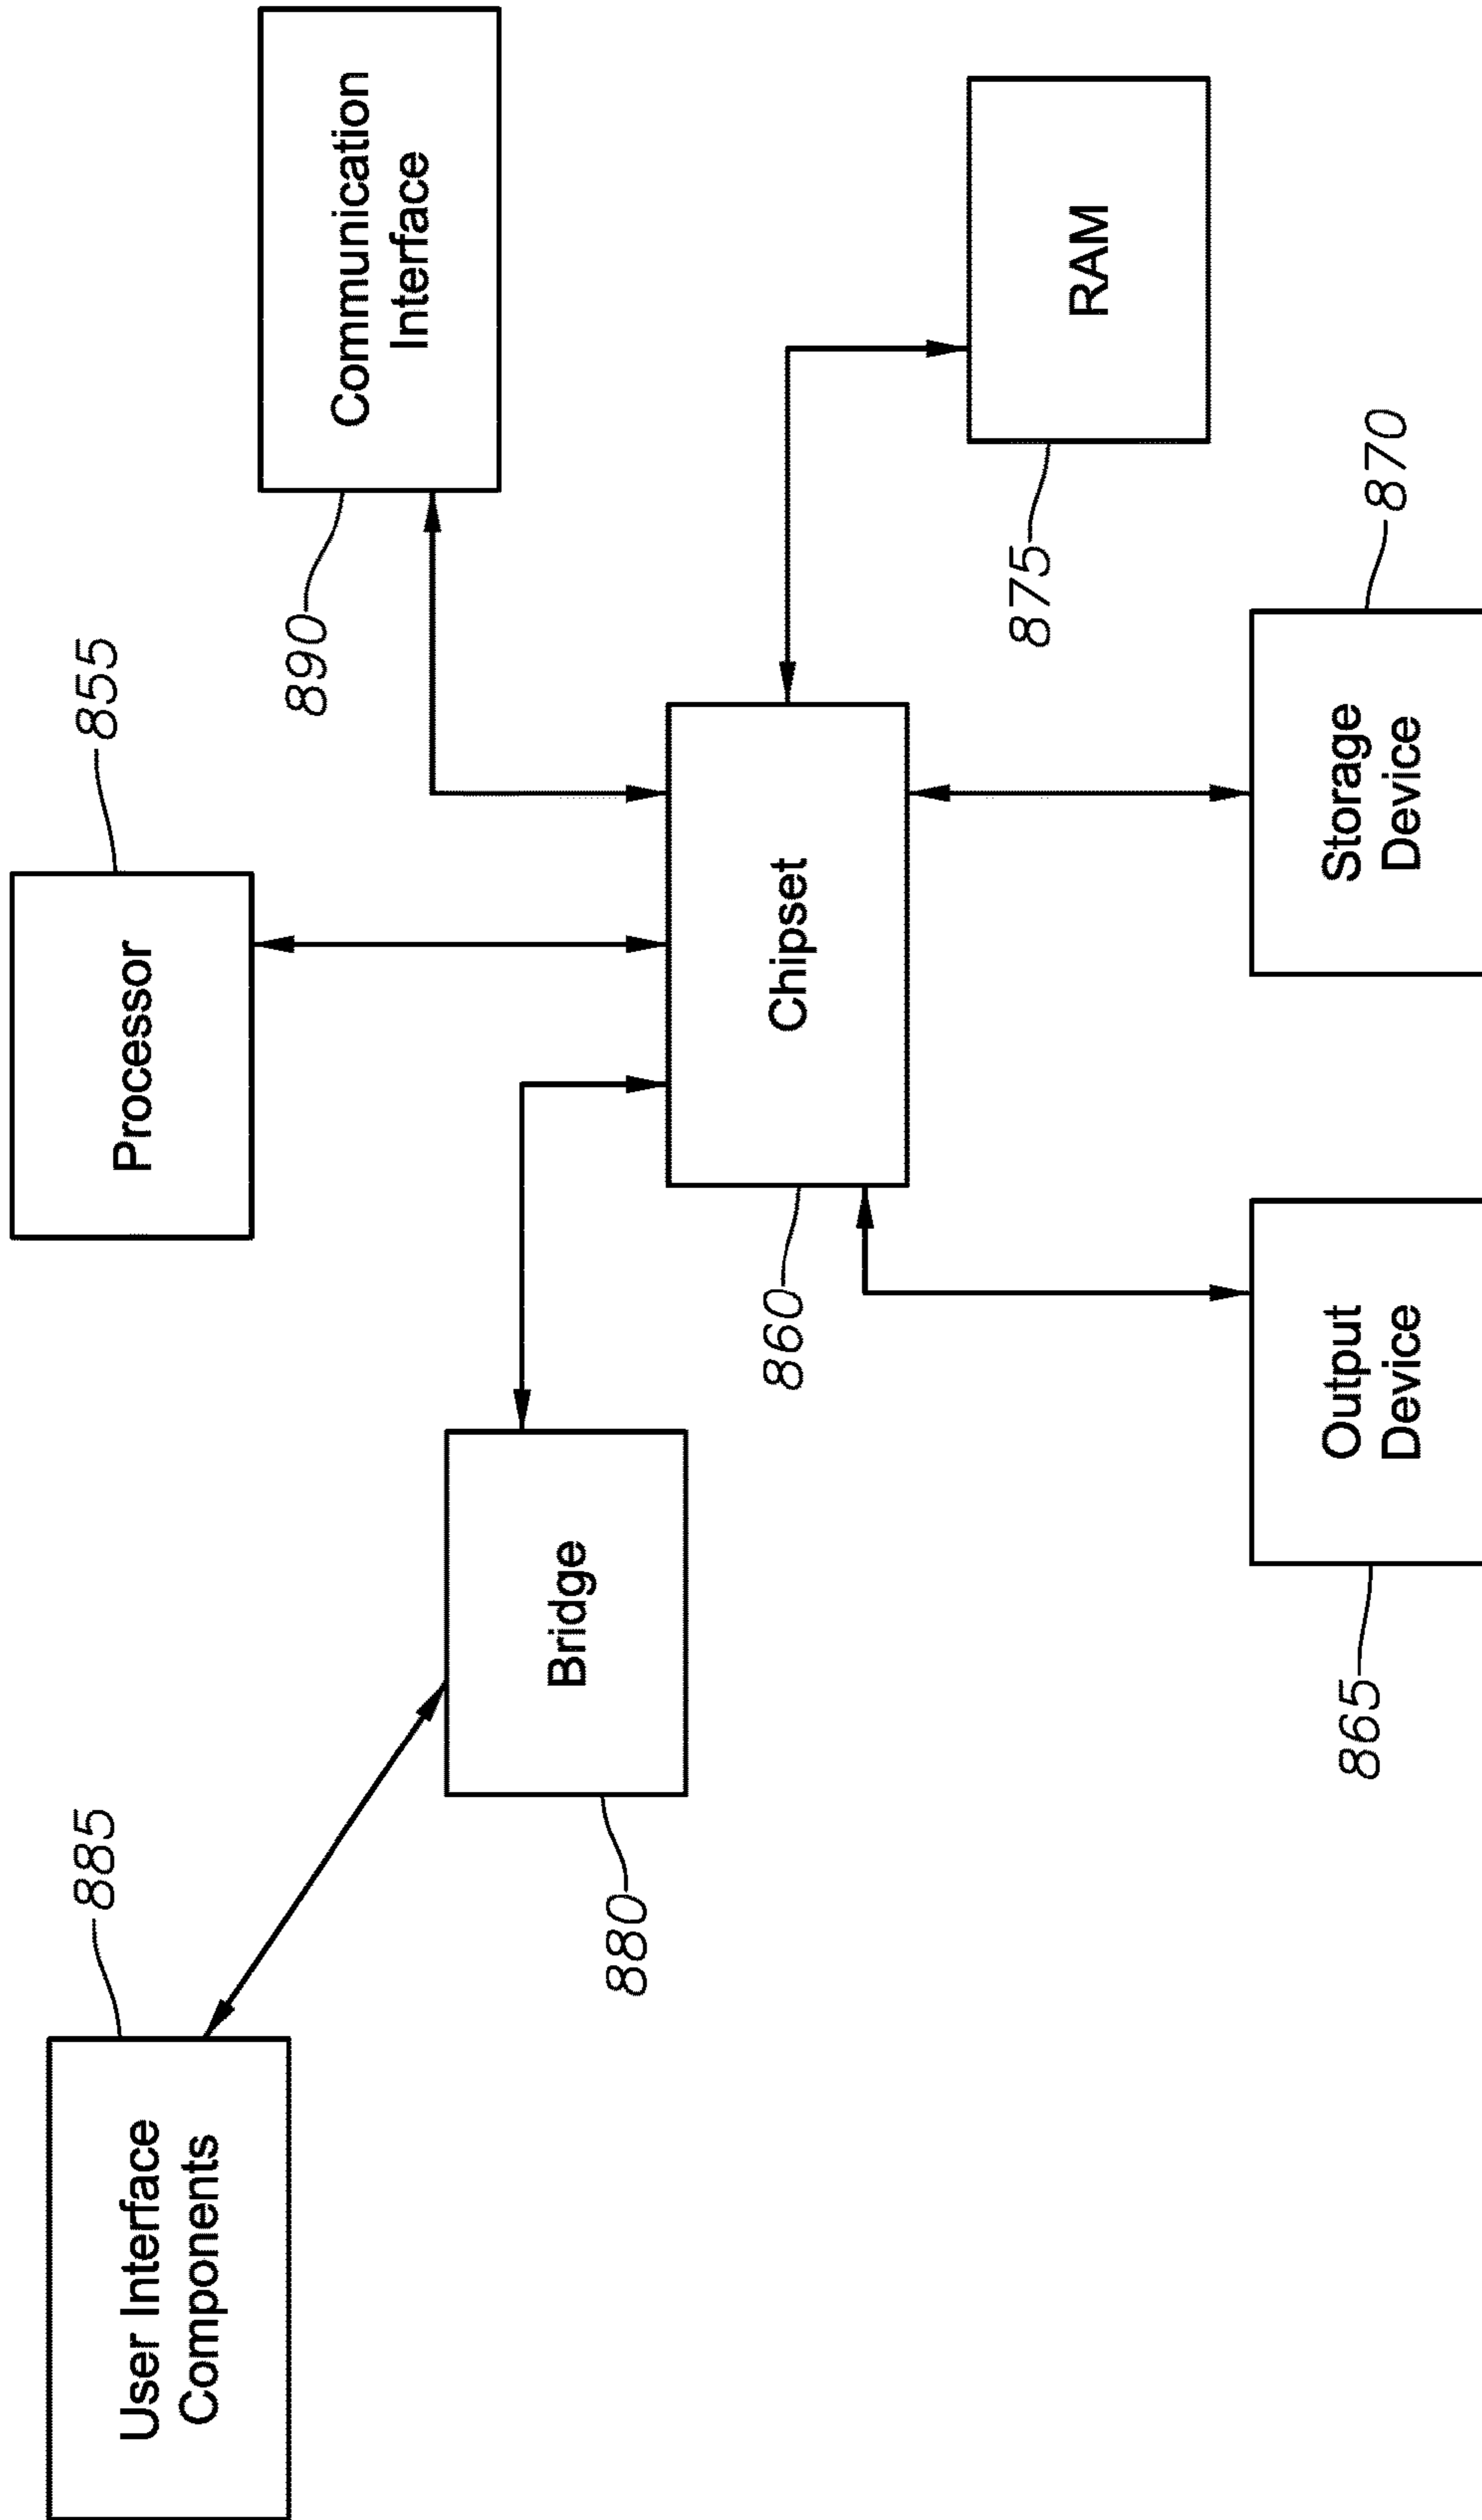 User Interface
Components
885
Processor
855
Communication
Interface
890
Bridge
880
Chipset
860
RAM
875
Output
Device
865
Storage
Device
870